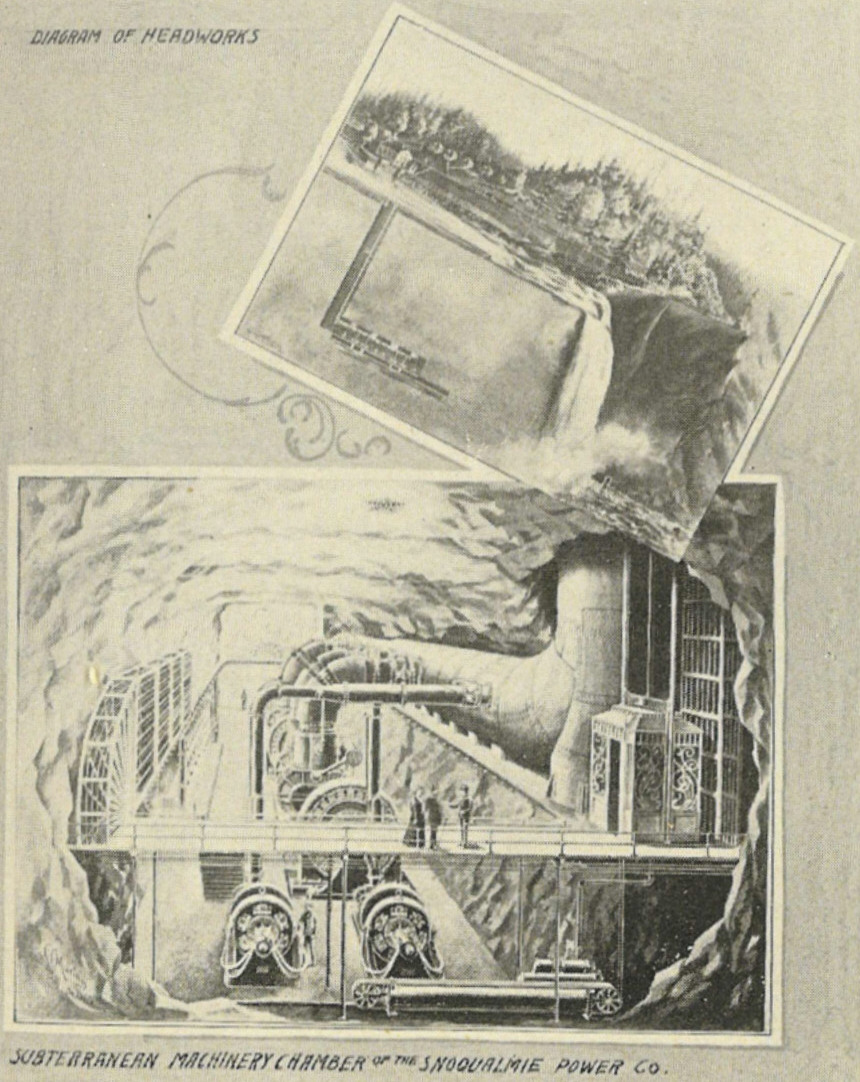 DIAGRAM OF HEADWORKS
SUBTERRANEAN MACHINERY CHAMBER OF THE SNOQUALMIE POWER CO.